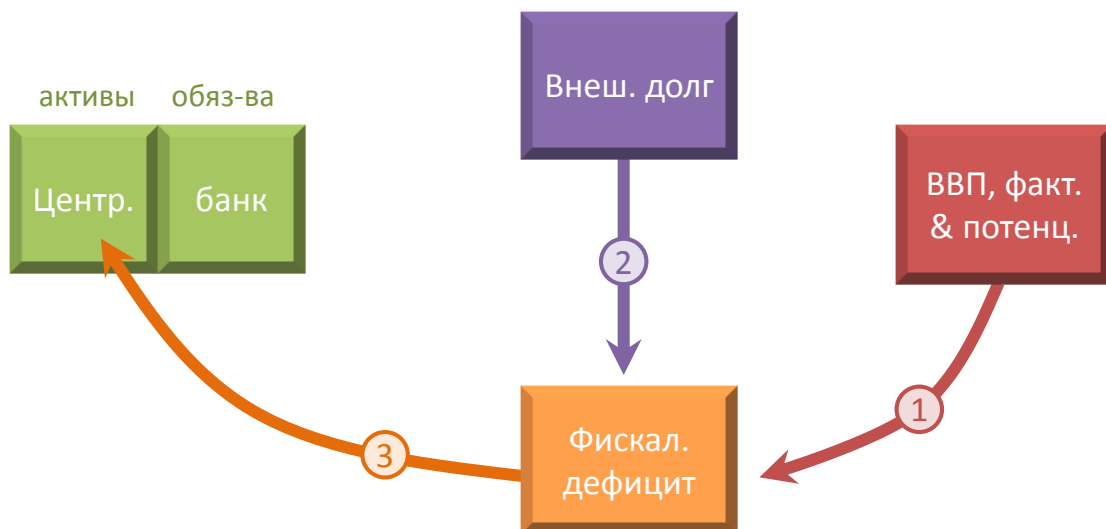 Внеш. долг
активы обяз-ва
Центр. банк
ВВП, факт.
& потенц.
2
1
3
Фискал.
дефицит